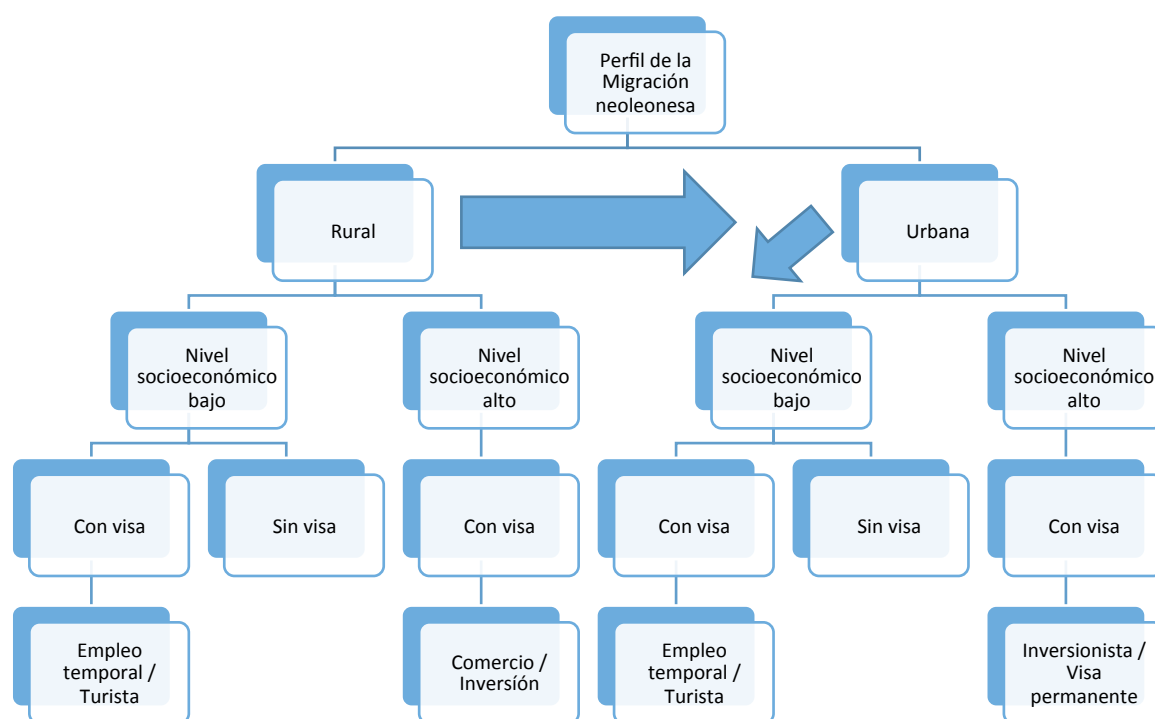 Perfil de la
Migración
neoleonesa
Rural
Urbana
Nivel
socioeconómico
bajo
Nivel
socioeconómico
alto
Nivel
socioeconómico
bajo
Nivel
socioeconómico
alto
Con visa
Sin visa
Con visa
Con visa
Sin visa
Con visa
Empleo
temporal /
Turista
Comercio /
Inversíón
Empleo
temporal /
Turista
Inversionista /
Visa
permanente